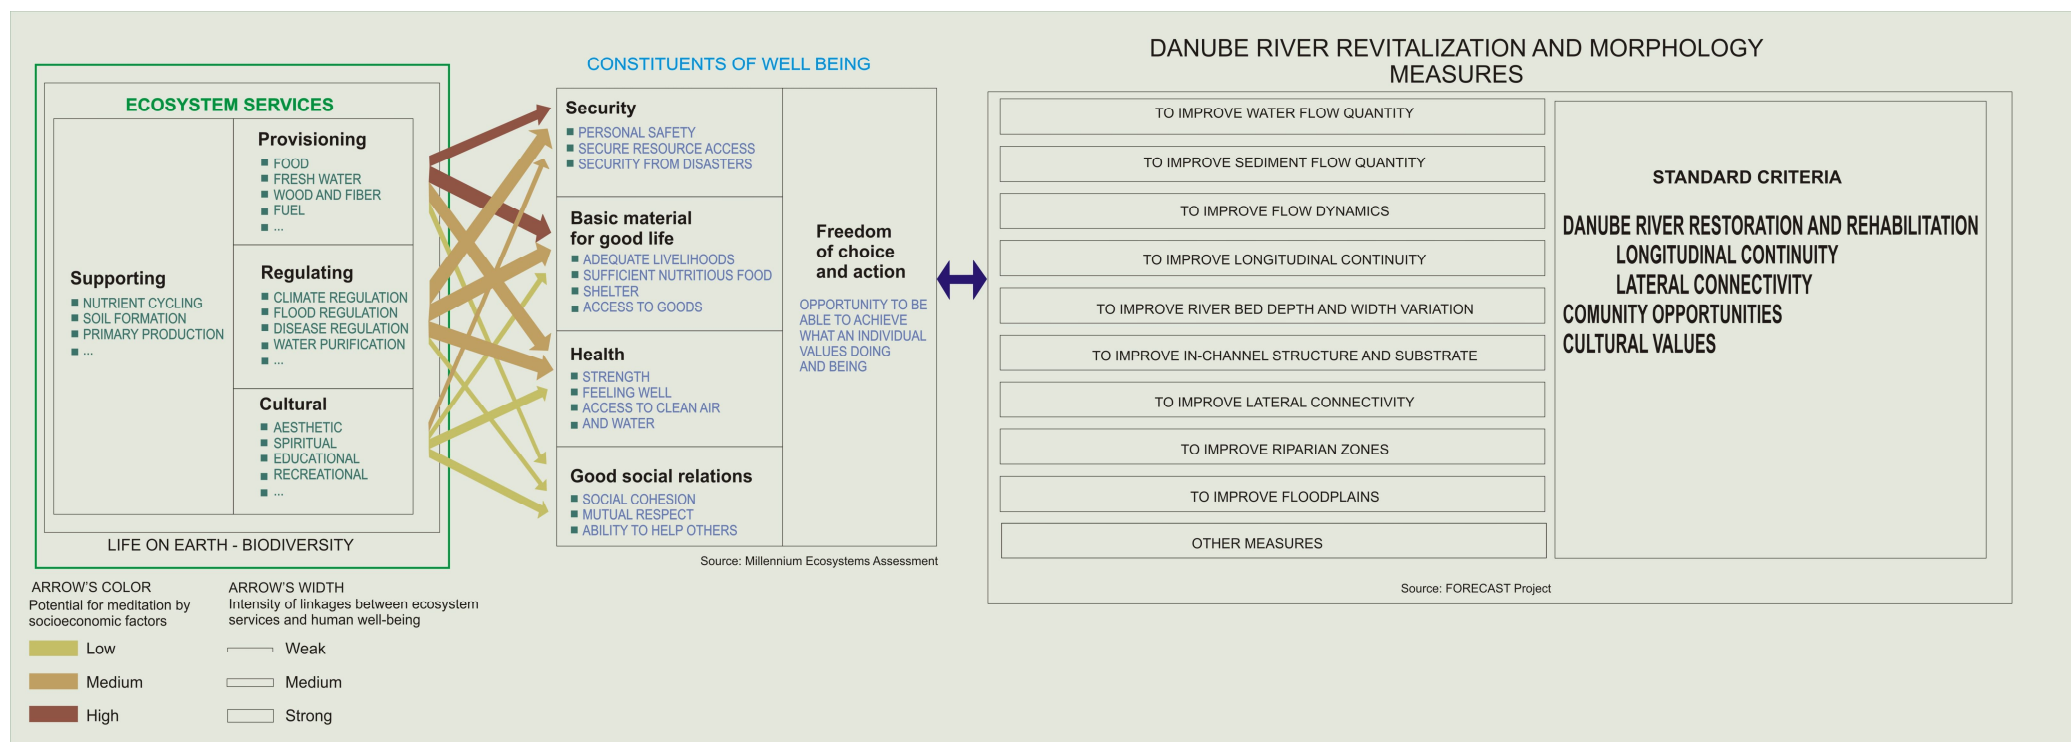 ECOSYSTEM SERVICES
Supporting
NUTRIENT CYCLING
SOIL FORMATION
PRIMARY PRODUCTION
...
Provisioning
FOOD
FRESH WATER
WOOD AND FIBER
FUEL
...
Regulating
CLIMATE REGULATION
FLOOD REGULATION
DISEASE REGULATION
WATER PURIFICATION
...
Cultural
AESTHETIC
SPIRITUAL
EDUCATIONAL
RECREATIONAL
...
LIFE ON EARTH - BIODIVERSITY
ARROW'S COLOR
Potential for meditation by
socioeconomic factors
Low
Medium
High
ARROW'S WIDTH
Intensity of linkages between ecosystem
services and human well-being
Weak
Medium
Strong
CONSTITUENTS OF WELL BEING
Security
PERSONAL SAFETY
SECURE RESOURCE ACCESS
SECURITY FROM DISASTERS
Basic material
for good life
ADEQUATE LIVELIHOODS
SUFFICIENT NUTRITIOUS FOOD
SHELTER
ACCESS TO GOODS
Health
STRENGTH
FEELING WELL
ACCESS TO CLEAN AIR
AND WATER
Good social relations
SOCIAL COHESION
MUTUAL RESPECT
ABILITY TO HELP OTHERS
Freedom
of choice
and action
OPPORTUNITY TO BE
ABLE TO ACHIEVE
WHAT AN INDIVIDUAL
VALUES DOING
AND BEING
Source: Millennium Ecosystems Assessment
DANUBE RIVER REVITALIZATION AND MORPHOLOGY
MEASURES
TO IMPROVE WATER FLOW QUANTITY
TO IMPROVE SEDIMENT FLOW QUANTITY
TO IMPROVE FLOW DYNAMICS
TO IMPROVE LONGITUDINAL CONTINUITY
TO IMPROVE RIVER BED DEPTH AND WIDTH VARIATION
TO IMPROVE IN-CHANNEL STRUCTURE AND SUBSTRATE
TO IMPROVE LATERAL CONNECTIVITY
TO IMPROVE RIPARIAN ZONES
TO IMPROVE FLOODPLAINS
OTHER MEASURES
STANDARD CRITERIA
DANUBE RIVER RESTORATION AND REHABILITATION
LONGITUDINAL CONTINUITY
LATERAL CONNECTIVITY
COMUNITY OPPORTUNITIES
CULTURAL VALUES
Source: FORECAST Project